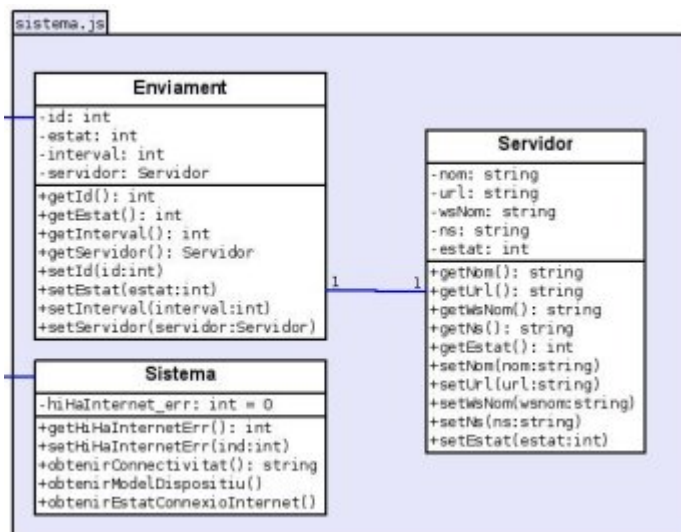 sistema.js
Enviament
-id: int
-estat: int
-interval: int
-servidor: Servidor
+getId(): int
+getEstat(): int
+getInterval(): int
+getServidor(): Servidor
+setId(id:int)
+setEstat(estat:int)
+setInterval(interval:int)
+setServidor(servidor:Servidor)
1
1
Servidor
-nom: string
-url: string
-wsNom: string
-ns: string
-estat: int
+getNom(): string
+getUrl(): string
+getWsNom(): string
+getNs(): string
+getEstat(): int
+setNom(nom:string)
+setUrl(url:string)
+setWsNom(wsnom:string)
+setNs(ns:string)
+setEstat(estat:int)
Sistema
-hiHaInternet_err: int = 0
+getHiHaInternetErr(): int
+setHiHaInternetErr(ind:int)
+obtenirConnectivitat(): string
+obtenirModelDispositiu()
+obtenirEstatConnexioInternet()